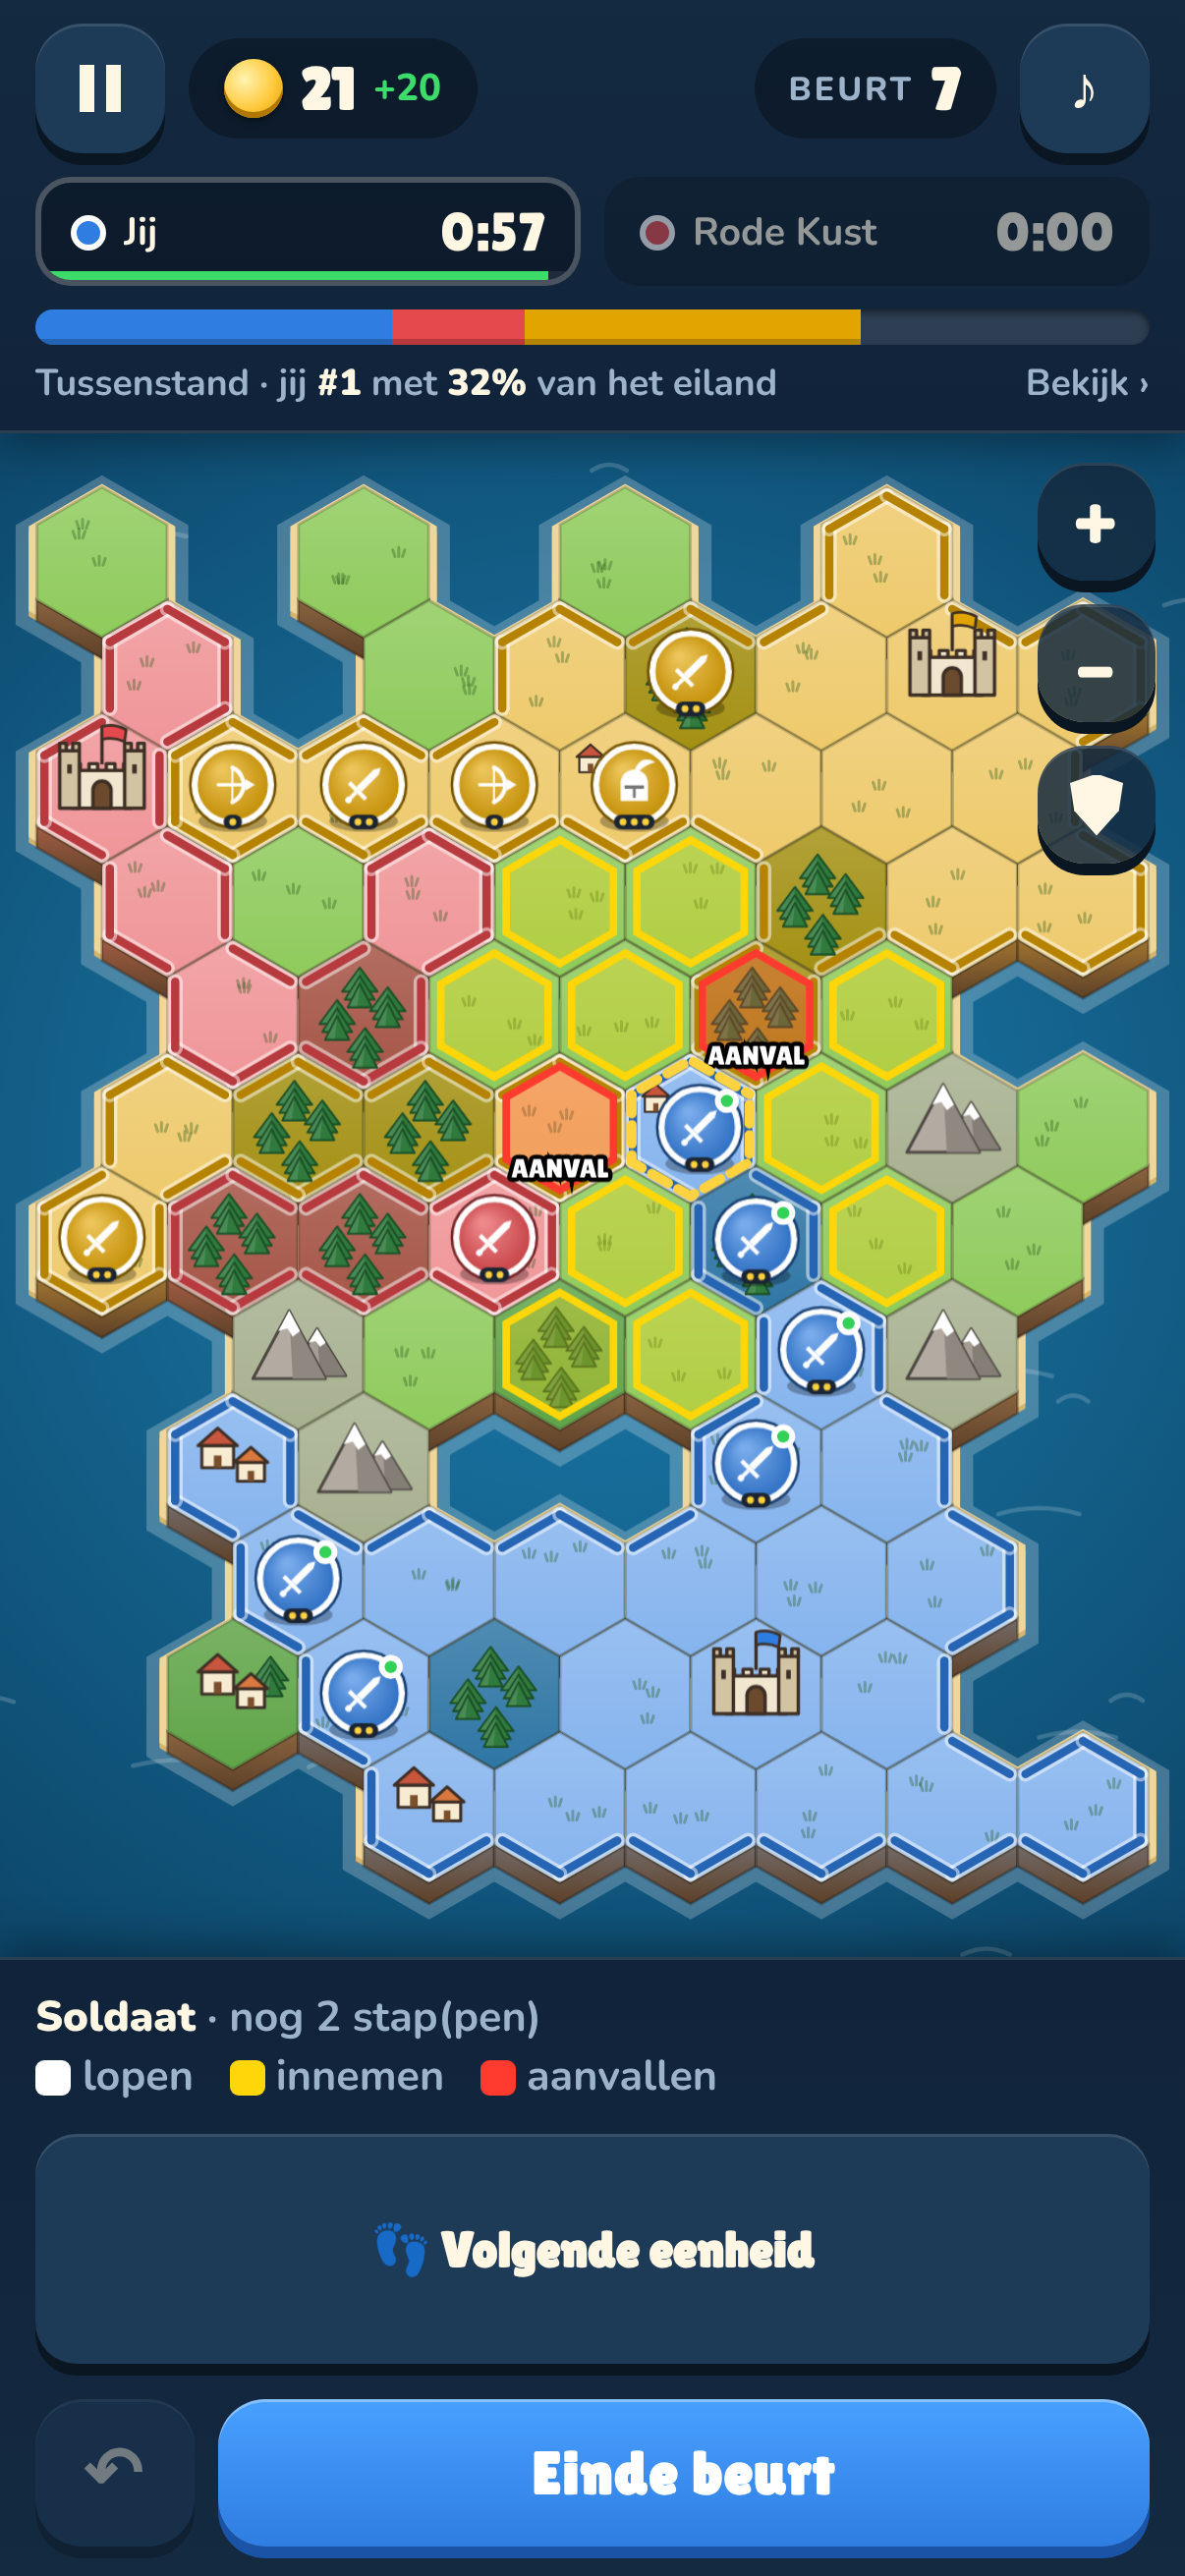 21 +20
BEURT 7
Jij 0:57
Rode Kust 0:00
Tussenstand · jij #1 met 32% van het eiland
Bekijk ›
+
−
AANVAL
AANVAL
Soldaat · nog 2 stap(pen)
lopen innemen aanvallen
Volgende eenheid
Einde beurt